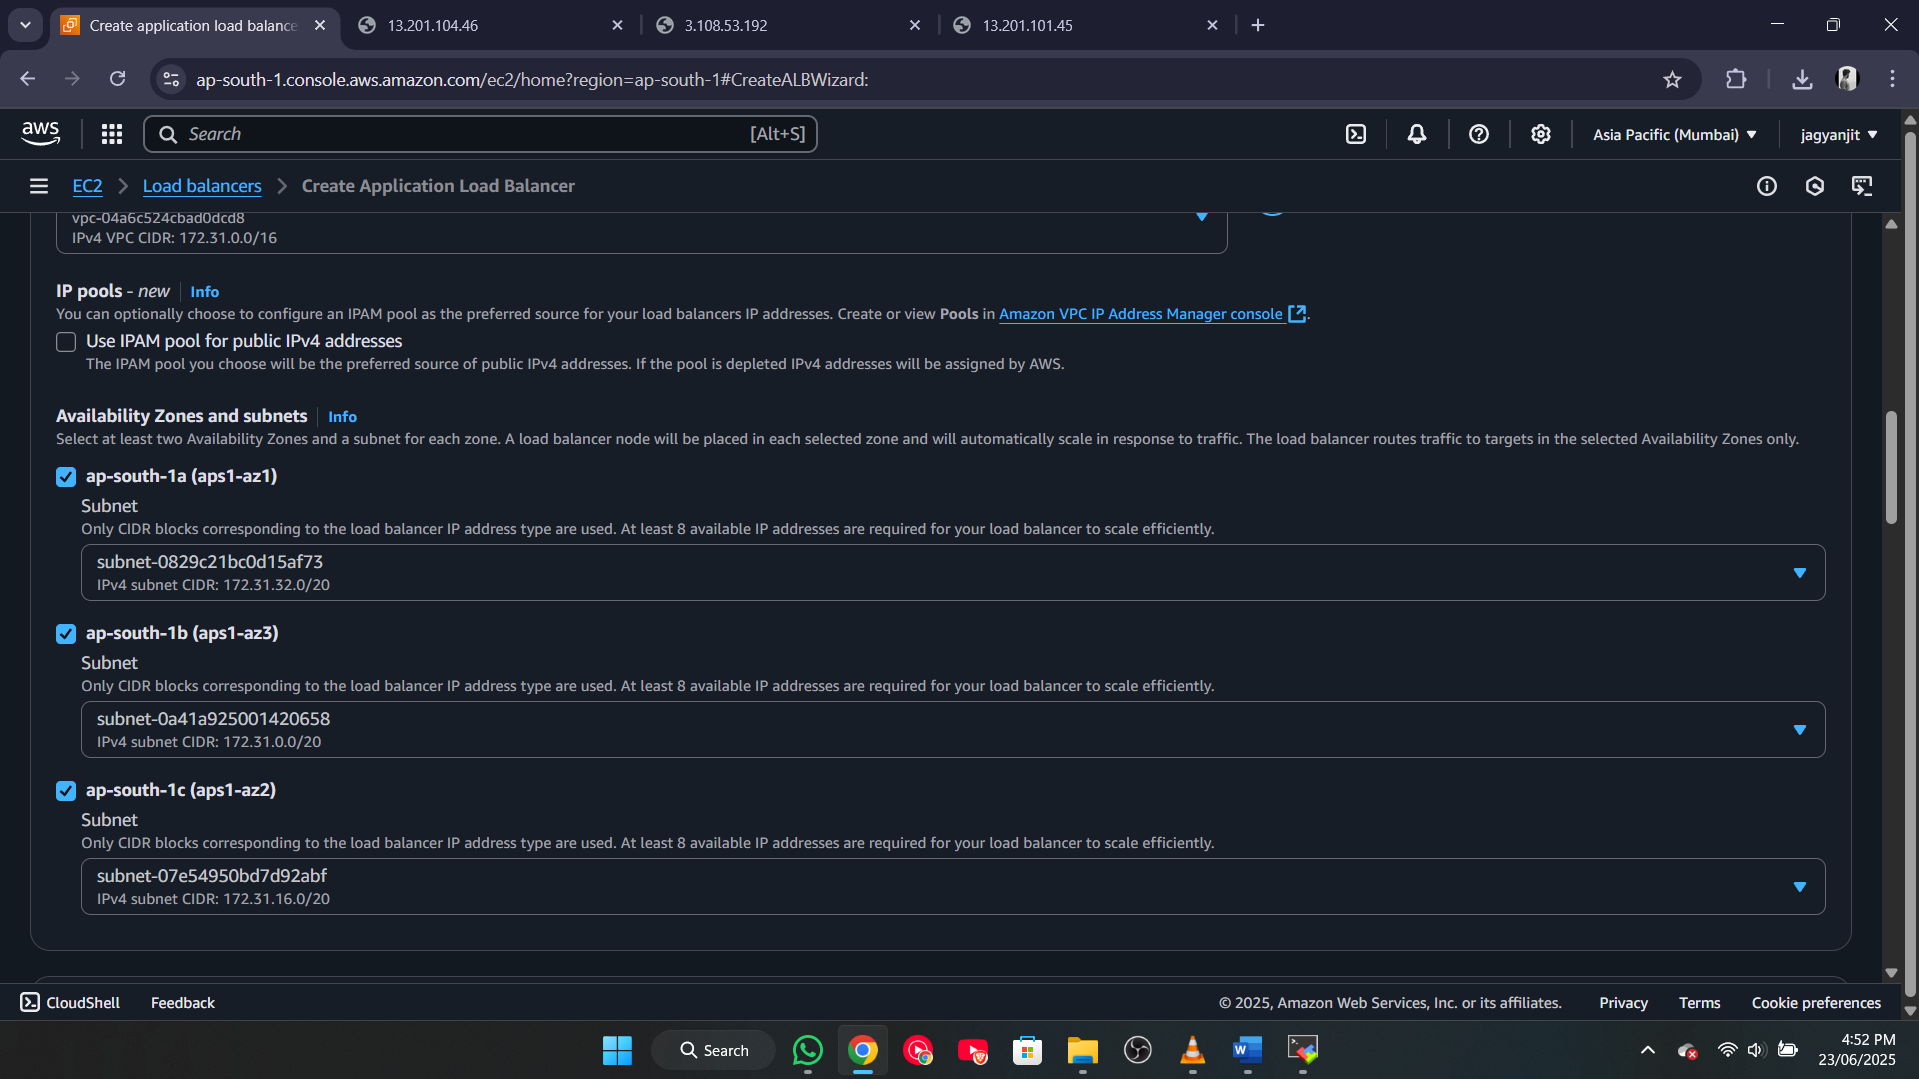 Create application load balance
13.201.104.46
3.108.53.192
13.201.101.45
ap-south-1.console.aws.amazon.com/ec2/home?region=ap-south-1#CreateALBWizard:
aws
Search
[Alt+S]
Asia Pacific (Mumbai)
jagyanjit
EC2
Load balancers
Create Application Load Balancer
vpc-04a6c524cbad0dcd8
IPv4 VPC CIDR: 172.31.0.0/16
IP pools - new Info
You can optionally choose to configure an IPAM pool as the preferred source for your load balancers IP addresses. Create or view Pools in Amazon VPC IP Address Manager console.
Use IPAM pool for public IPv4 addresses
The IPAM pool you choose will be the preferred source of public IPv4 addresses. If the pool is depleted IPv4 addresses will be assigned by AWS.
Availability Zones and subnets Info
Select at least two Availability Zones and a subnet for each zone. A load balancer node will be placed in each selected zone and will automatically scale in response to traffic. The load balancer routes traffic to targets in the selected Availability Zones only.
ap-south-1a (aps1-az1)
Subnet
Only CIDR blocks corresponding to the load balancer IP address type are used. At least 8 available IP addresses are required for your load balancer to scale efficiently.
subnet-0829c21bc0d15af73
IPv4 subnet CIDR: 172.31.32.0/20
ap-south-1b (aps1-az3)
Subnet
Only CIDR blocks corresponding to the load balancer IP address type are used. At least 8 available IP addresses are required for your load balancer to scale efficiently.
subnet-0a41a925001420658
IPv4 subnet CIDR: 172.31.0.0/20
ap-south-1c (aps1-az2)
Subnet
Only CIDR blocks corresponding to the load balancer IP address type are used. At least 8 available IP addresses are required for your load balancer to scale efficiently.
subnet-07e54950bd7d92abf
IPv4 subnet CIDR: 172.31.16.0/20
CloudShell
Feedback
© 2025, Amazon Web Services, Inc. or its affiliates.
Privacy
Terms
Cookie preferences
Search
4:52 PM
23/06/2025